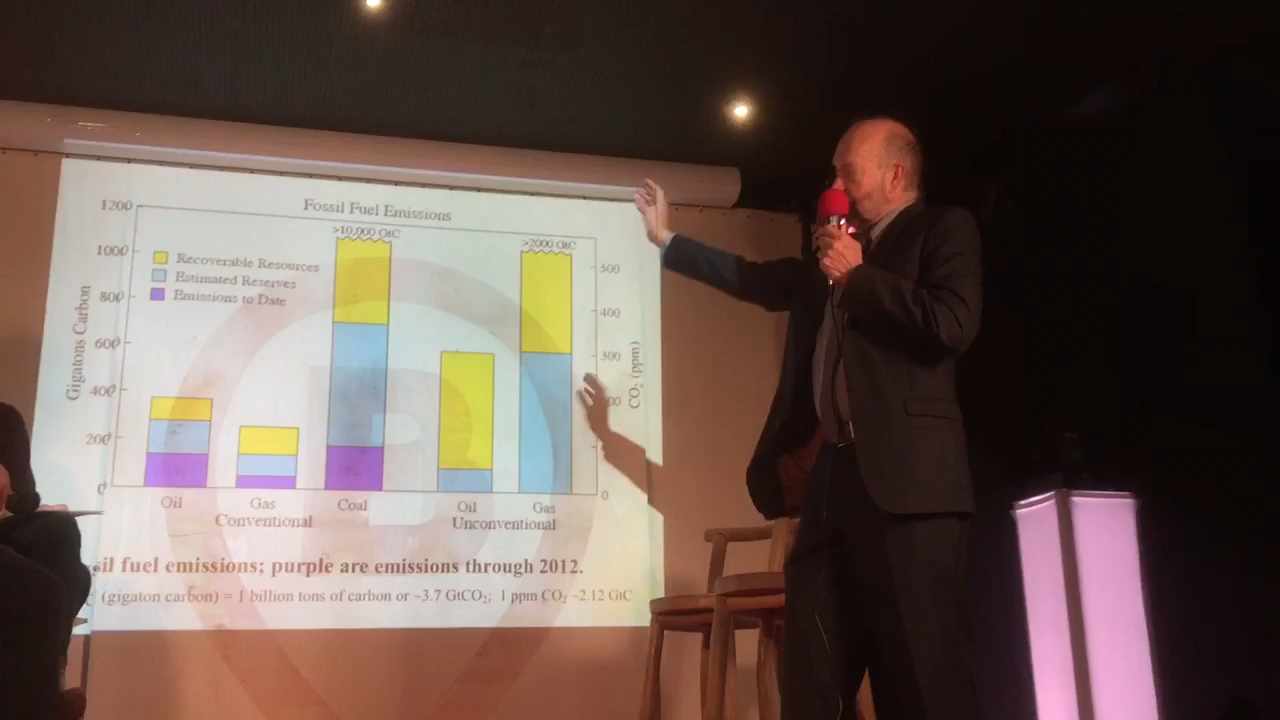 Fossil Fuel Emissions
1200
1000
800
600
400
200
0
Gigatons Carbon
>10,000 GtC
>2000 GtC
Recoverable Resources
Estimated Reserves
Emissions to Date
500
400
300
0
CO₂ (ppm)
Oil Gas Coal Oil Gas
Conventional Unconventional
fuel emissions; purple are emissions through 2012.
(gigaton carbon) = 1 billion tons of carbon or ~3.7 GtCO₂; 1 ppm CO₂ ~2.12 GtC